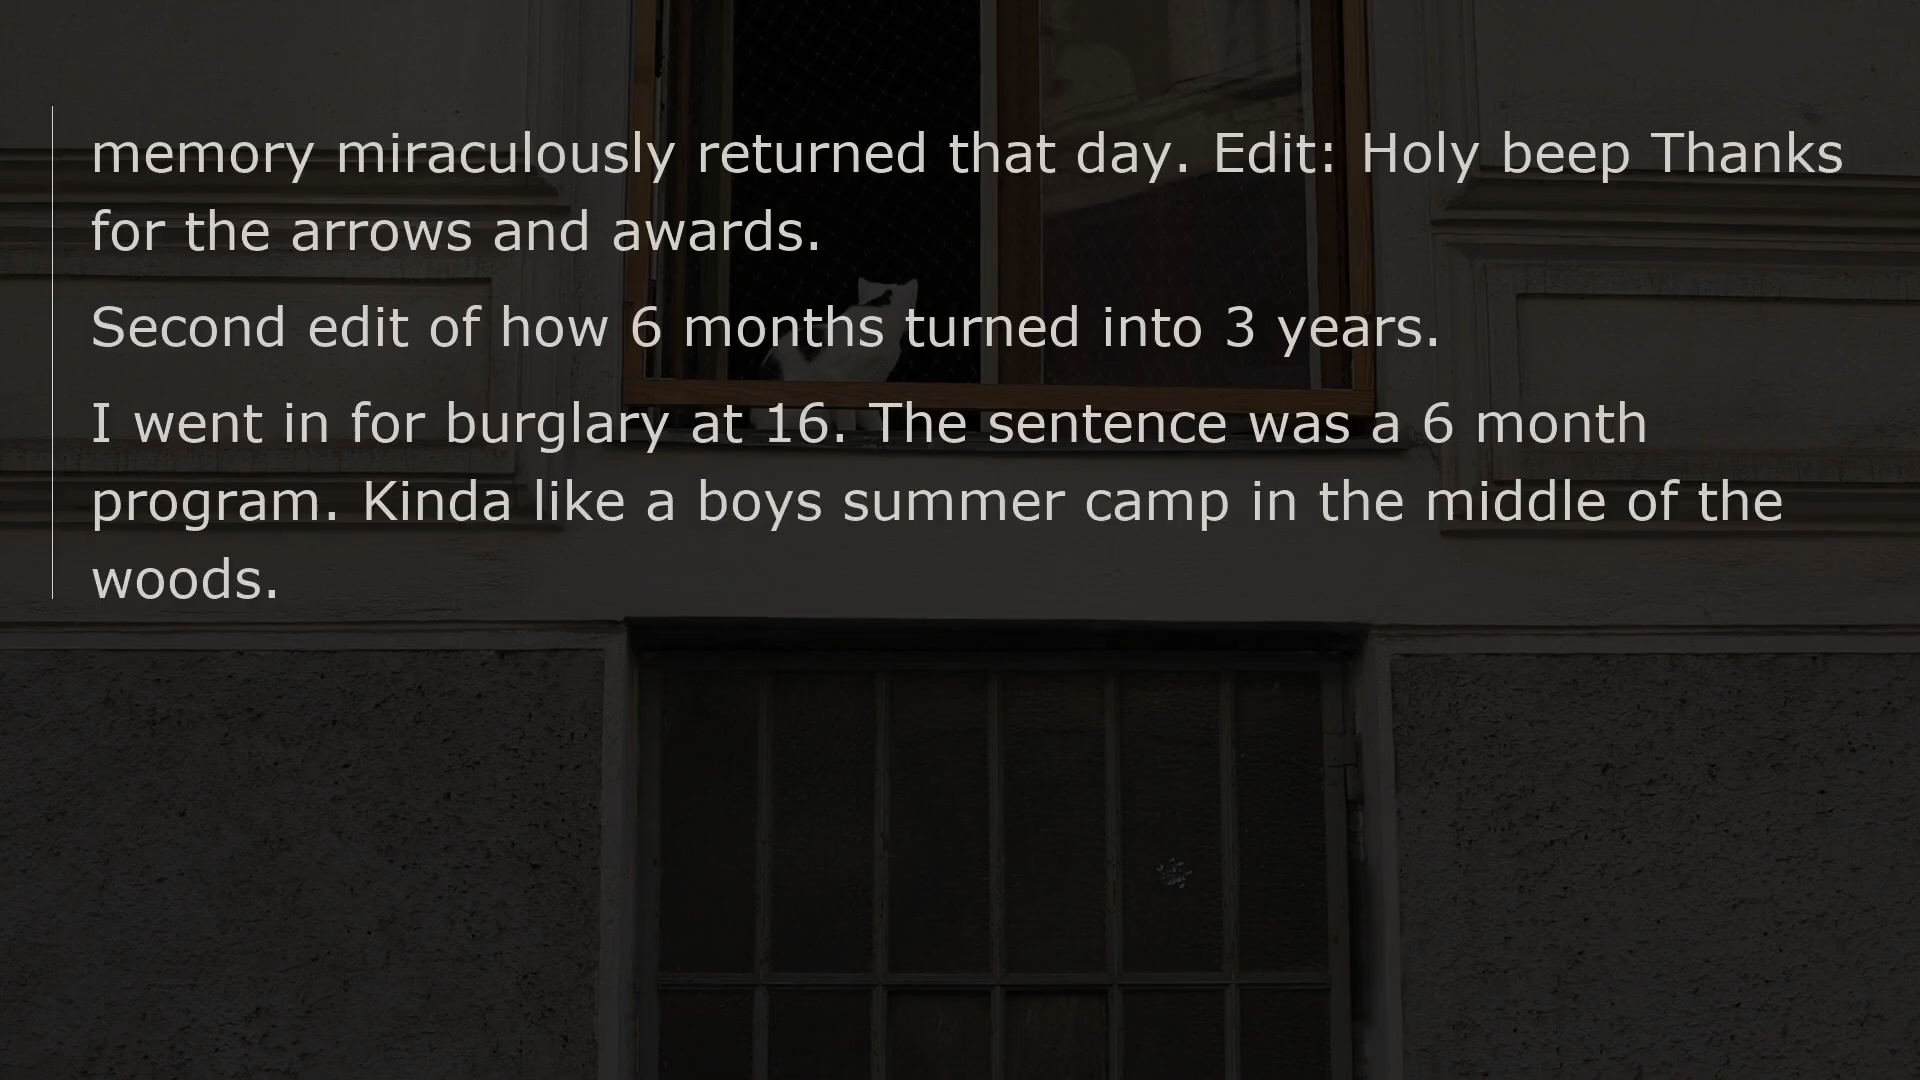 memory miraculously returned that day. Edit: Holy beep Thanks
for the arrows and awards.
Second edit of how 6 months turned into 3 years.
I went in for burglary at 16. The sentence was a 6 month
program. Kinda like a boys summer camp in the middle of the
woods.